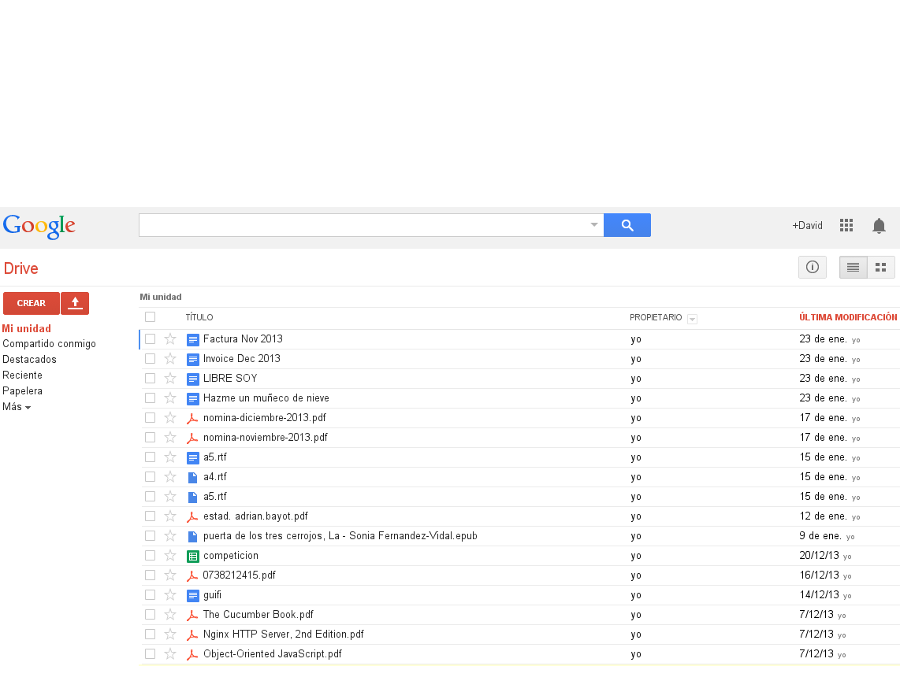 Google
+David
Drive
CREAR
Mi unidad
Compartido conmigo
Destacados
Reciente
Papelera
Más
Mi unidad
TÍTULO PROPIETARIO ÚLTIMA MODIFICACIÓN
Factura Nov 2013 yo 23 de ene. yo
Invoice Dec 2013 yo 23 de ene. yo
LIBRE SOY yo 23 de ene. yo
Hazme un muñeco de nieve yo 23 de ene. yo
nomina-diciembre-2013.pdf yo 17 de ene. yo
nomina-noviembre-2013.pdf yo 17 de ene. yo
a5.rtf yo 15 de ene. yo
a4.rtf yo 15 de ene. yo
a5.rtf yo 15 de ene. yo
estad. adrian.bayot.pdf yo 12 de ene. yo
puerta de los tres cerrojos, La - Sonia Fernandez-Vidal.epub yo 9 de ene. yo
competicion yo 20/12/13 yo
0738212415.pdf yo 16/12/13 yo
guifi yo 14/12/13 yo
The Cucumber Book.pdf yo 7/12/13 yo
Nginx HTTP Server, 2nd Edition.pdf yo 7/12/13 yo
Object-Oriented JavaScript.pdf yo 7/12/13 yo